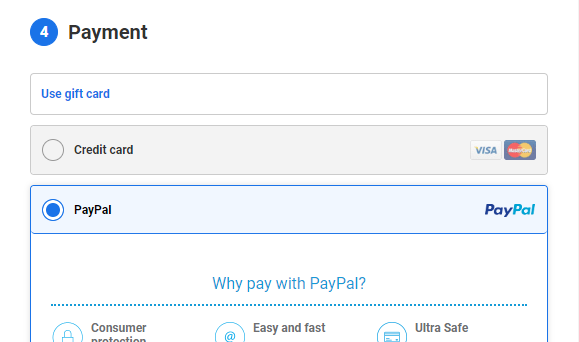 4 Payment
Use gift card
Credit card VISA MasterCard
PayPal PayPal
Why pay with PayPal?
Consumer @ Easy and fast Ultra Safe
protection